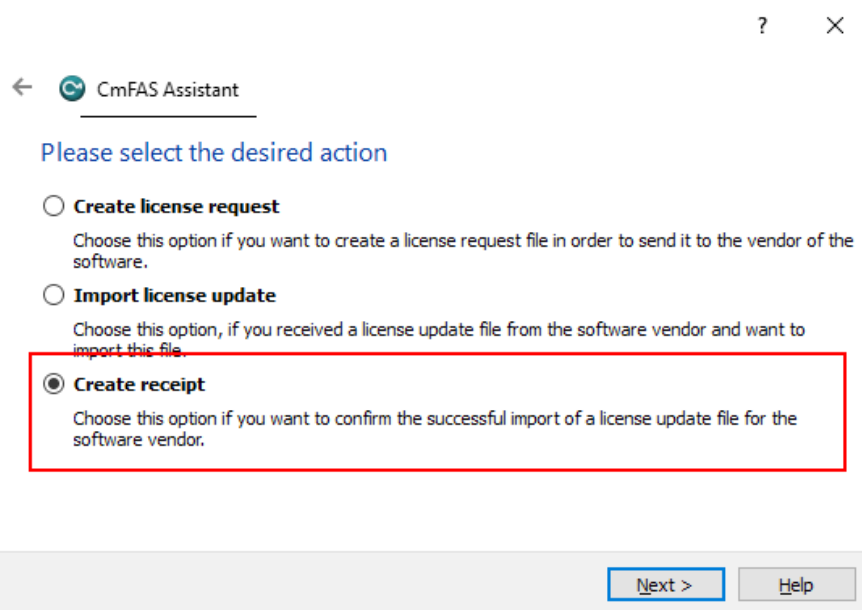 ?
CmFAS Assistant
Please select the desired action
Create license request
Choose this option if you want to create a license request file in order to send it to the vendor of the
software.
Import license update
Choose this option, if you received a license update file from the software vendor and want to
import this file.
Create receipt
Choose this option if you want to confirm the successful import of a license update file for the
software vendor.
Next >
Help